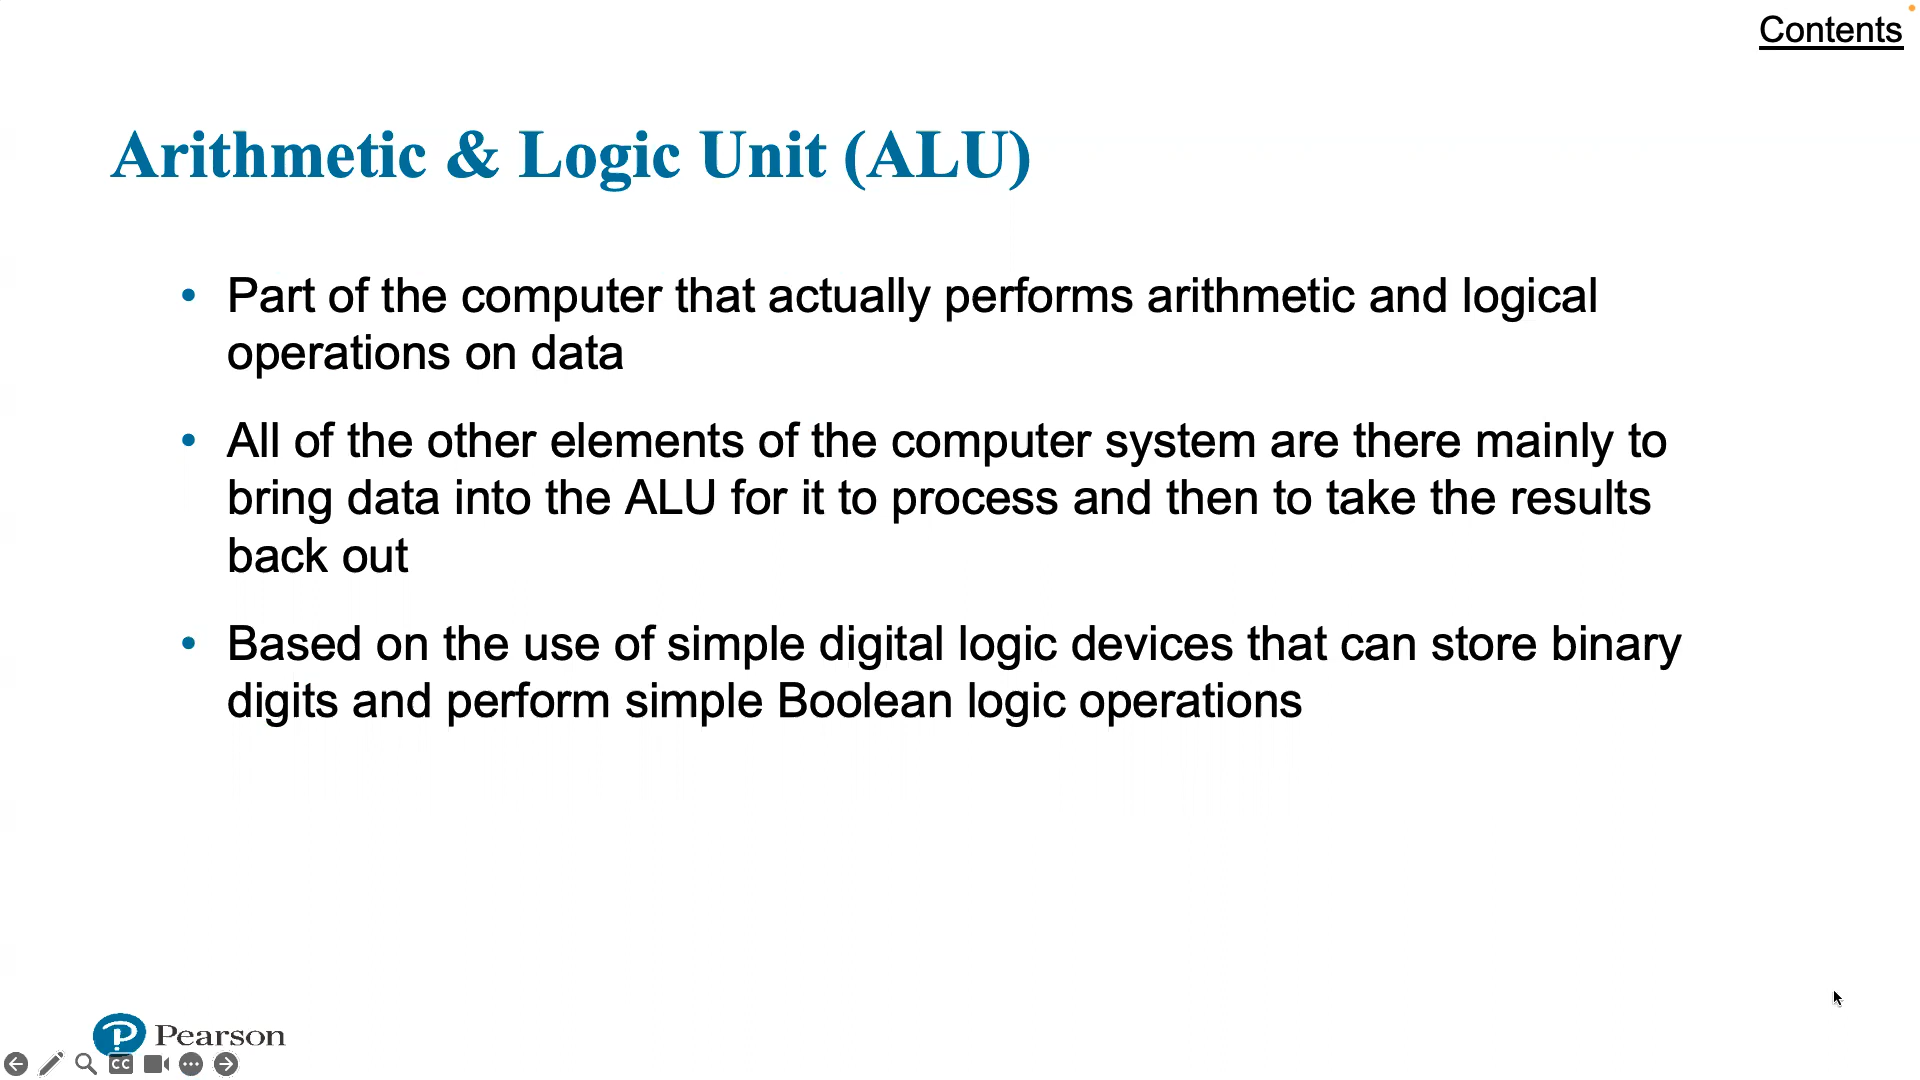 Contents
Arithmetic & Logic Unit (ALU)
• Part of the computer that actually performs arithmetic and logical
operations on data
• All of the other elements of the computer system are there mainly to
bring data into the ALU for it to process and then to take the results
back out
• Based on the use of simple digital logic devices that can store binary
digits and perform simple Boolean logic operations
P Pearson
CC